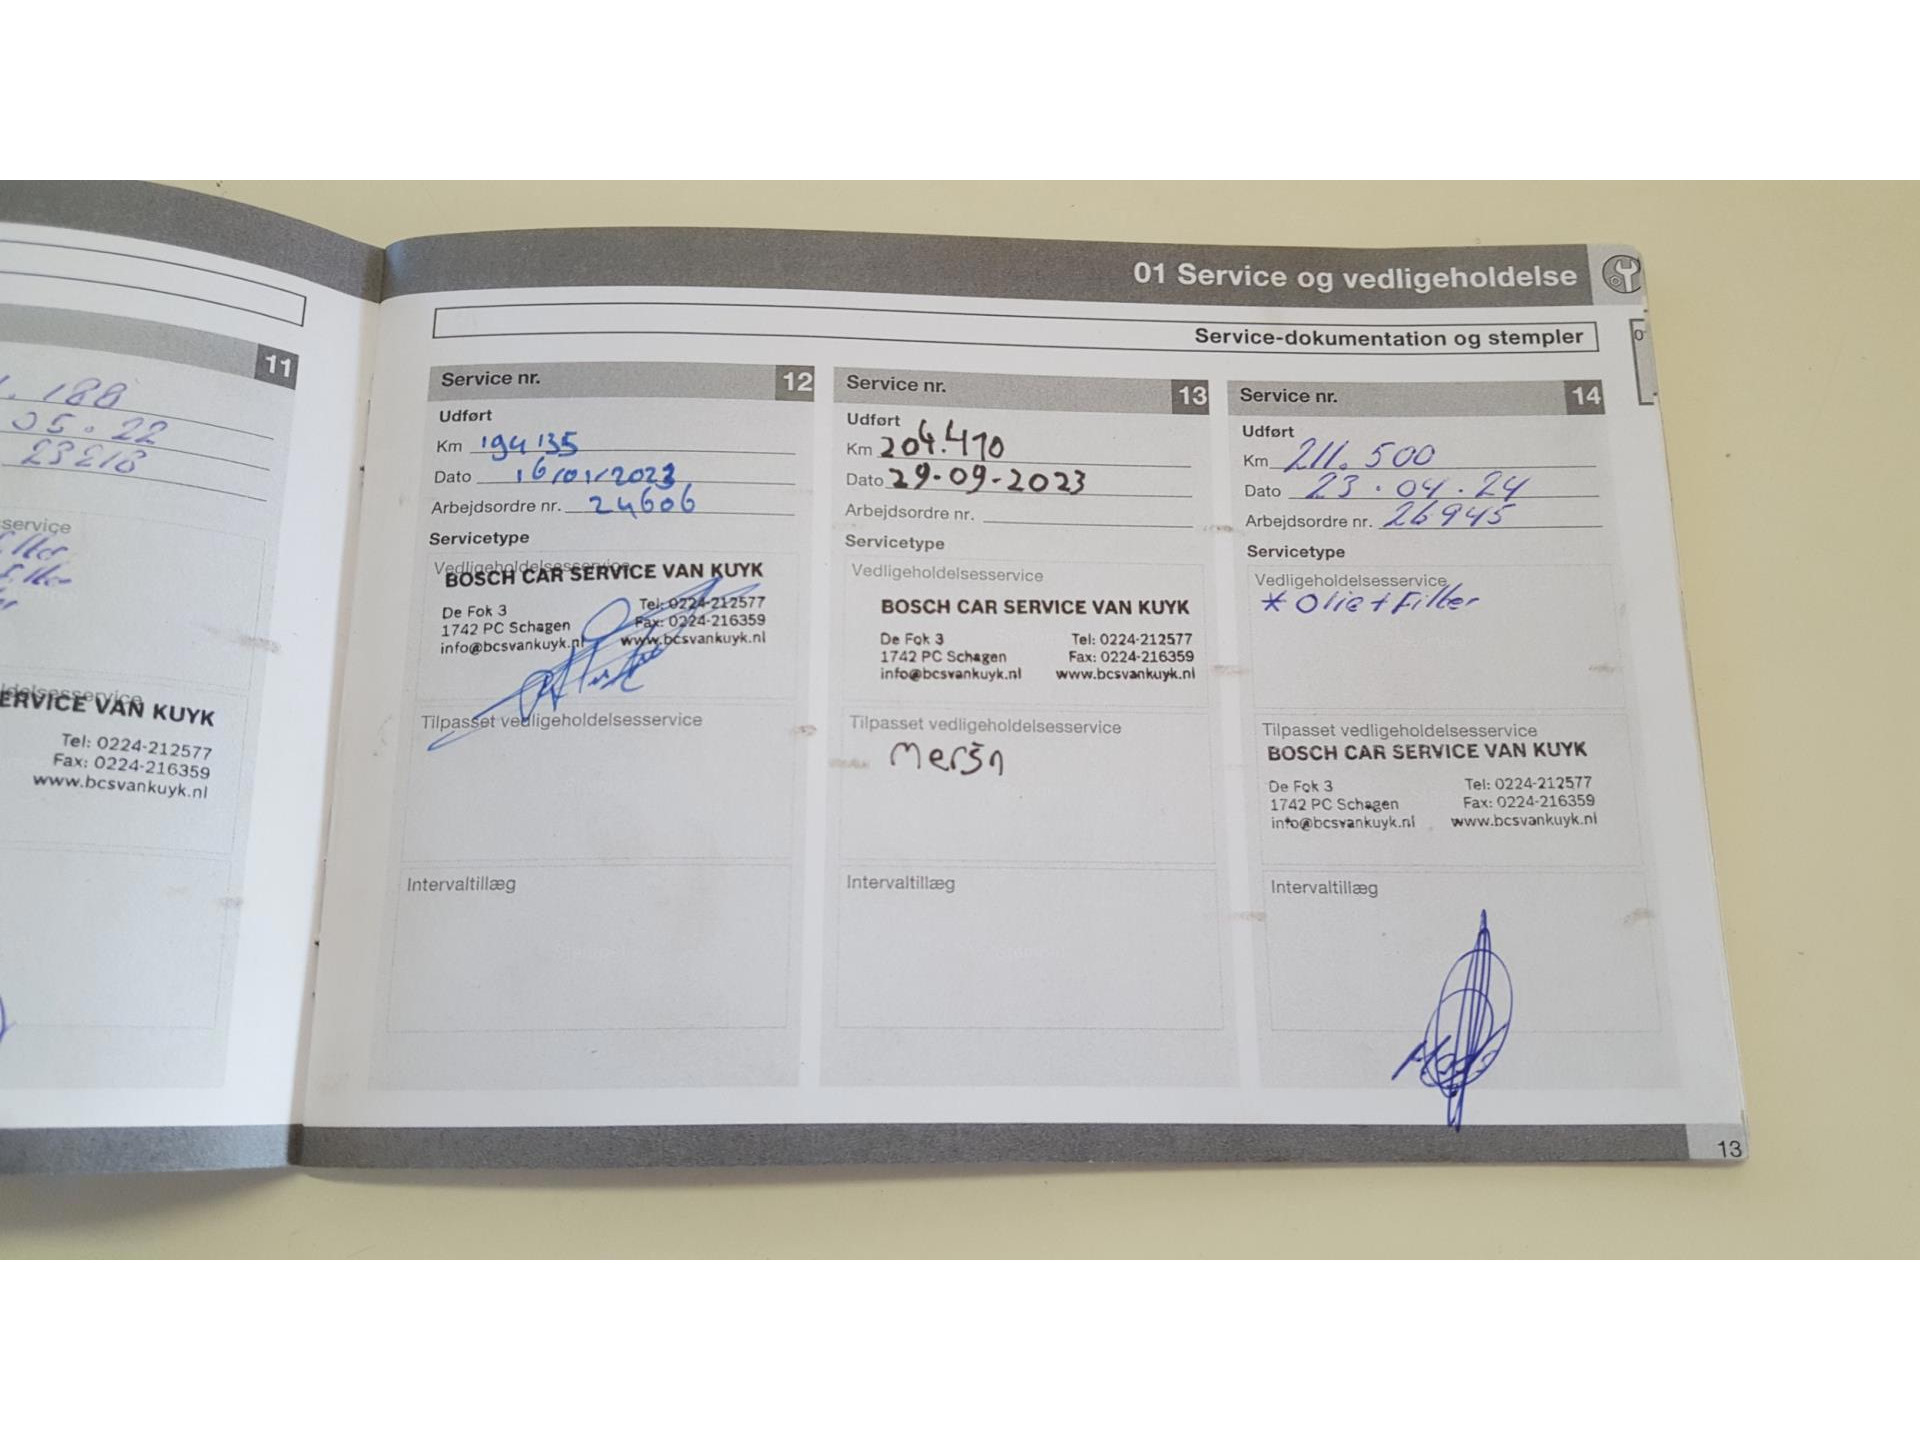 11
188
05.22
23218
service
ERVICE VAN KUYK
Tel: 0224-212577
Fax: 0224-216359
www.bcsvankuyk.nl
01 Service og vedligeholdelse
Service-dokumentation og stempler
Service nr. 12
Udført
Km 194135
Dato 16/01/2023
Arbejdsordre nr. 24606
Servicetype
Vedligeholdelsesservice
BOSCH CAR SERVICE VAN KUYK
De Fok 3 Tel: 0224-212577
1742 PC Schagen Fax: 0224-216359
info@bcsvankuyk.nl www.bcsvankuyk.nl
Tilpasset vedligeholdelsesservice
Intervaltillæg
Service nr. 13
Udført
Km 204.410
Dato 29-09-2023
Arbejdsordre nr.
Servicetype
Vedligeholdelsesservice
BOSCH CAR SERVICE VAN KUYK
De Fok 3 Tel: 0224-212577
1742 PC Schagen Fax: 0224-216359
info@bcsvankuyk.nl www.bcsvankuyk.nl
Tilpasset vedligeholdelsesservice
Intervaltillæg
Service nr. 14
Udført
Km 211.500
Dato 23.04.24
Arbejdsordre nr. 26945
Servicetype
Vedligeholdelsesservice
* Olie + Filter
Tilpasset vedligeholdelsesservice
BOSCH CAR SERVICE VAN KUYK
De Fok 3 Tel: 0224-212577
1742 PC Schagen Fax: 0224-216359
info@bcsvankuyk.nl www.bcsvankuyk.nl
Intervaltillæg
13